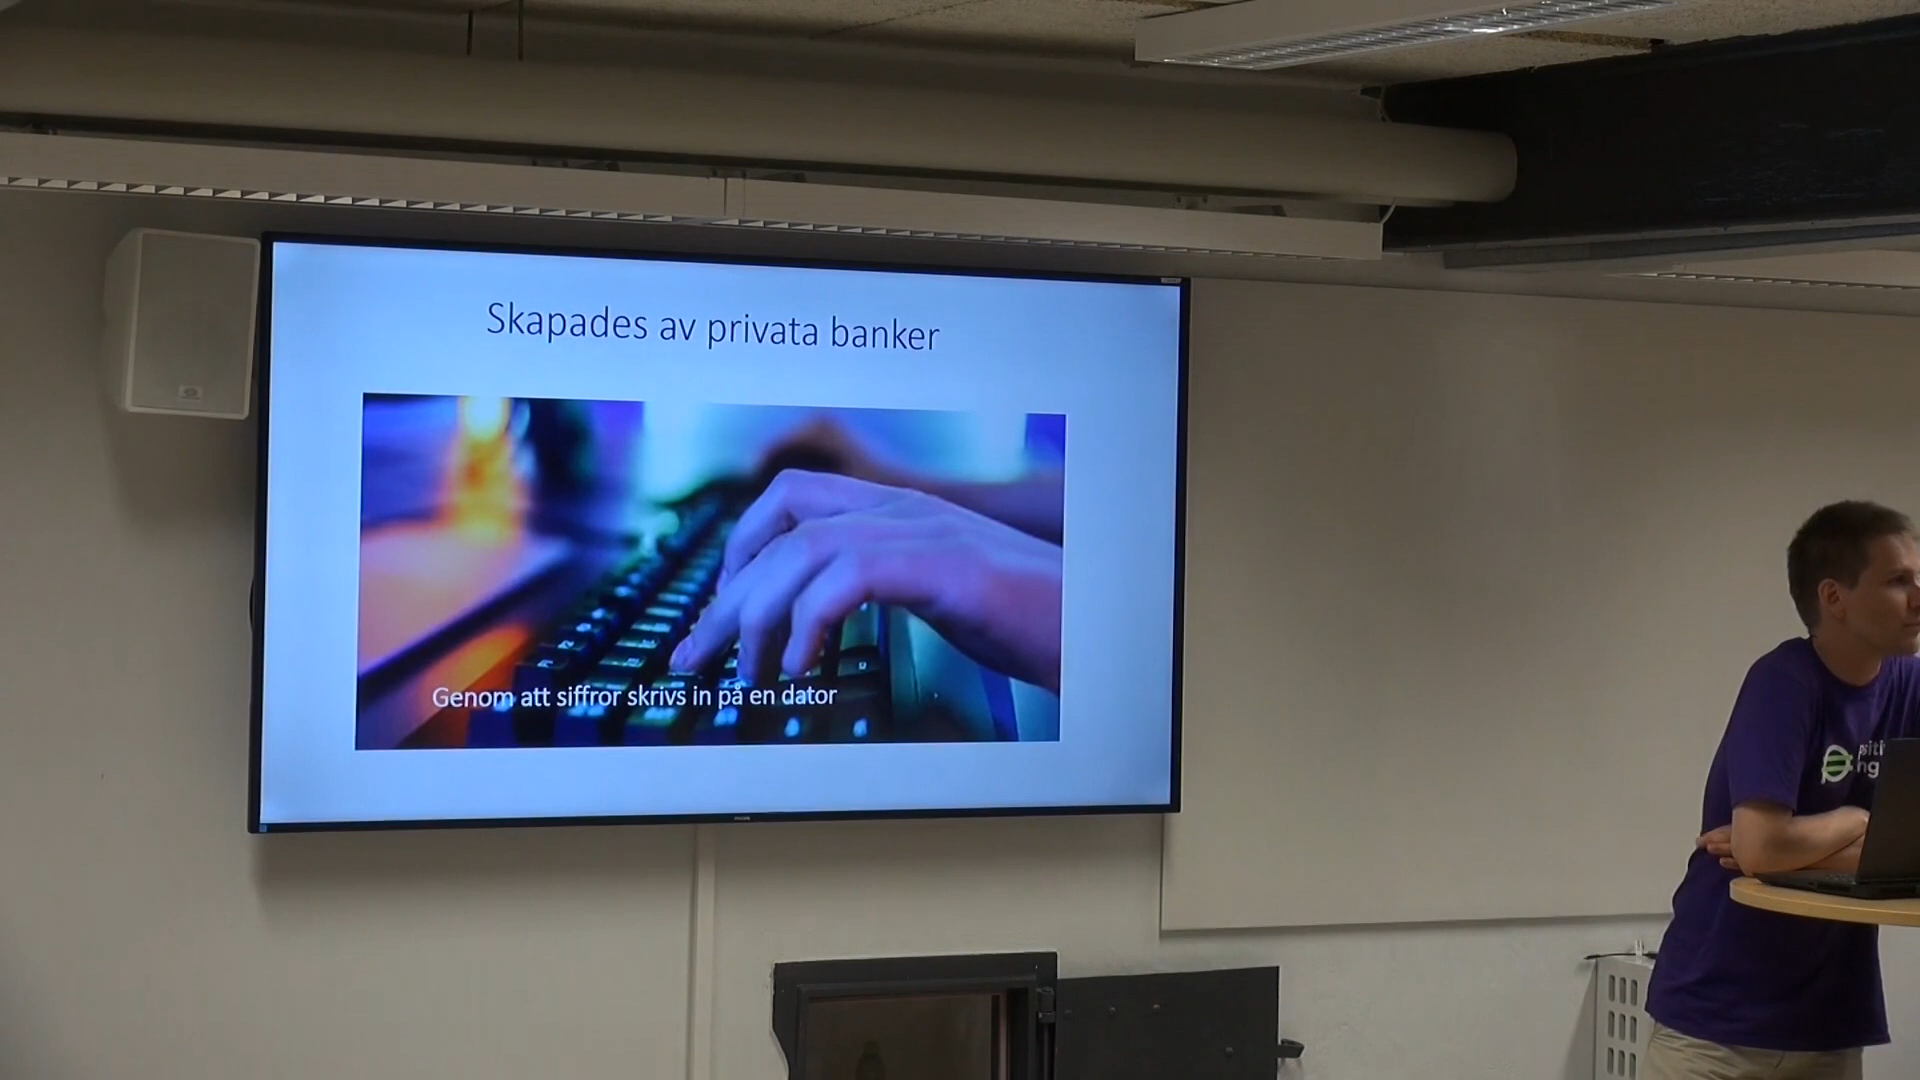 Skapades av privata banker
Genom att siffror skrivs in på en dator